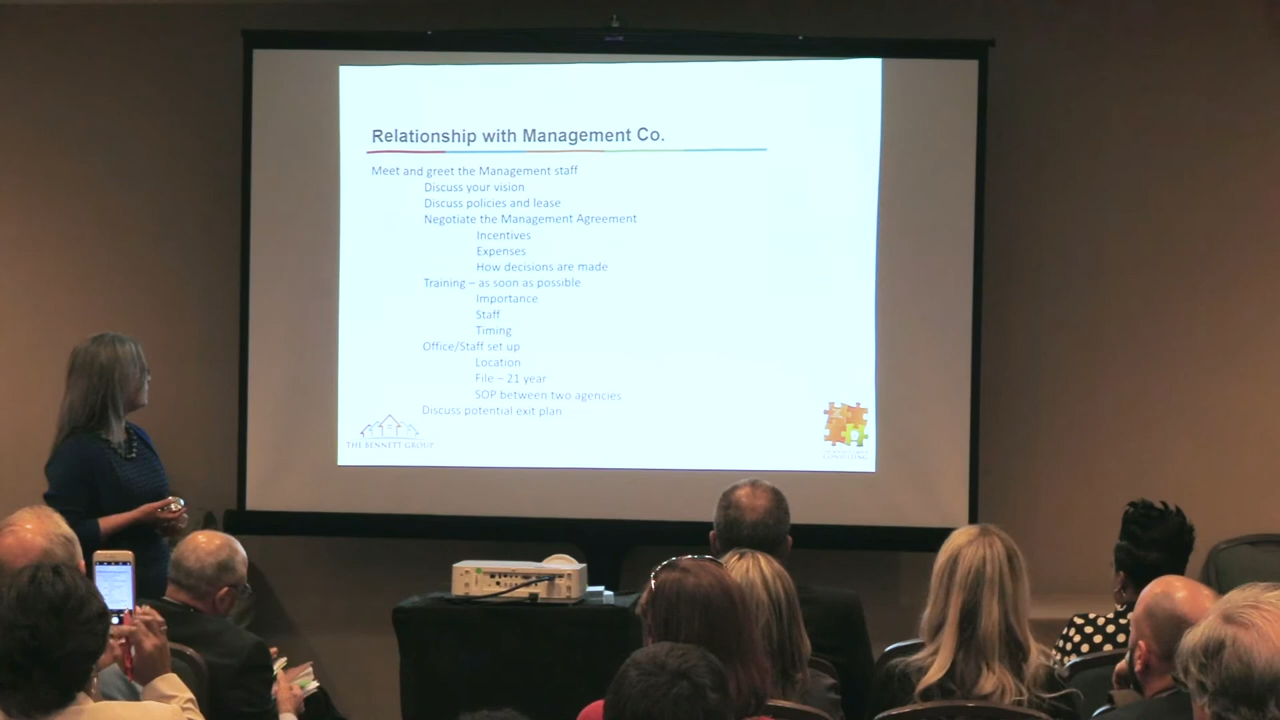 Relationship with Management Co.
Meet and greet the Management staff
Discuss your vision
Discuss policies and lease
Negotiate the Management Agreement
Incentives
Expenses
How decisions are made
Training – as soon as possible
Importance
Staff
Timing
Office/Staff set up
Location
File – 21 year
SOP between two agencies
Discuss potential exit plan
THE BENNETT GROUP
CONSULTING